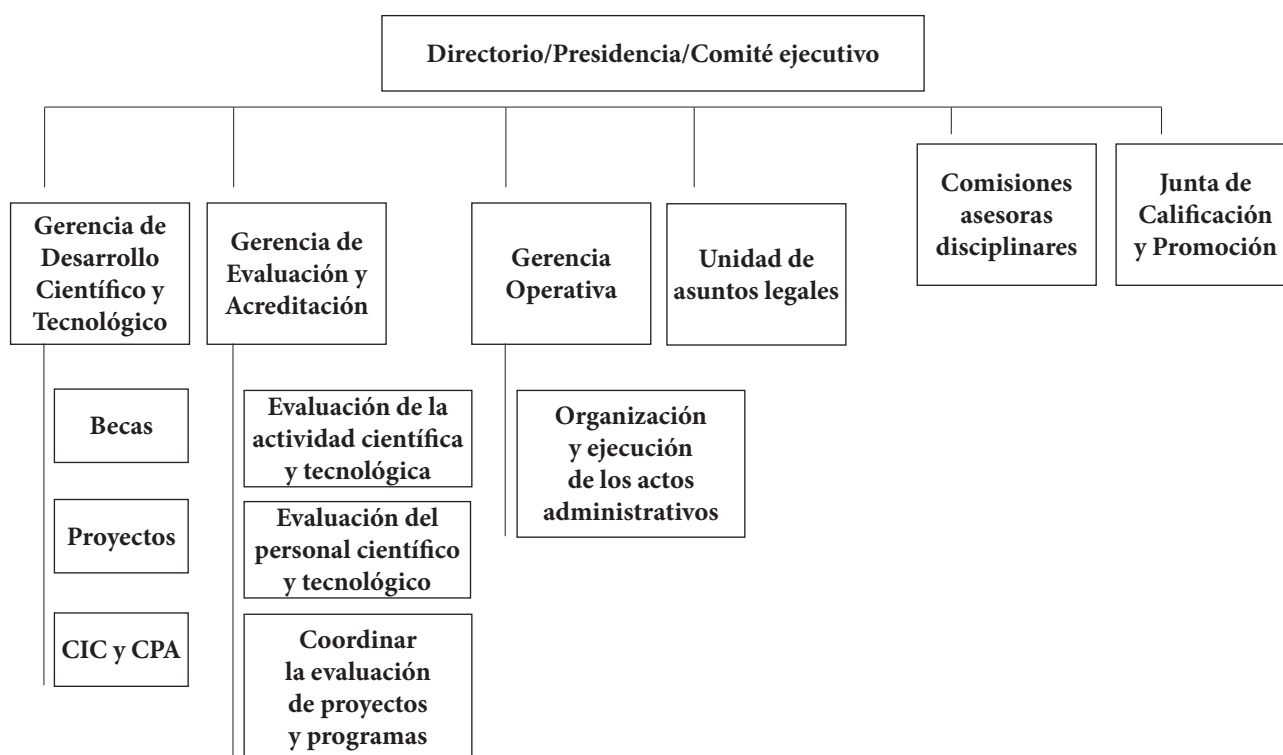 Directorio/Presidencia/Comité ejecutivo
Gerencia de
Desarrollo
Científico y
Tecnológico
Gerencia de
Evaluación y
Acreditación
Gerencia
Operativa
Unidad de
asuntos legales
Comisiones
asesoras
disciplinares
Junta de
Calificación
y Promoción
Becas
Proyectos
CIC y CPA
Evaluación de la
actividad científica
y tecnológica
Evaluación del
personal científico
y tecnológico
Coordinar
la evaluación
de proyectos
y programas
Organización
y ejecución
de los actos
administrativos